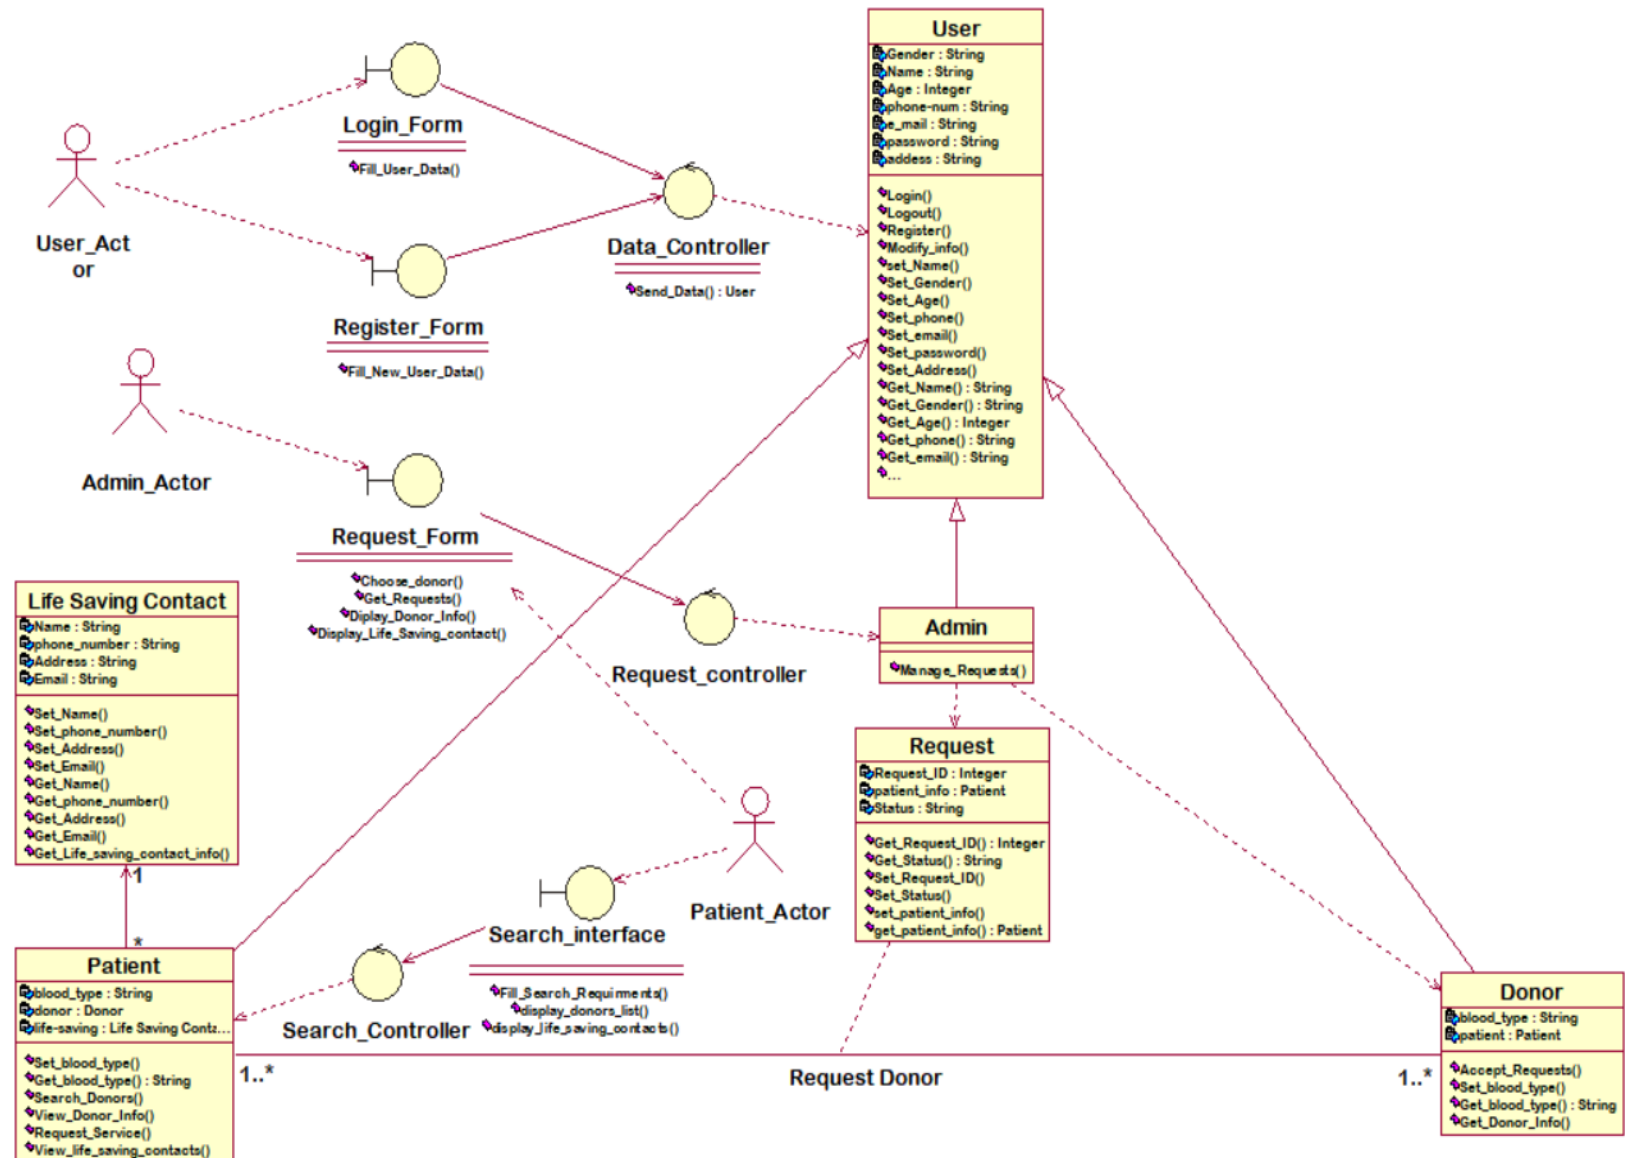 User
Gender : String
Name : String
Age : Integer
phone-num : String
e_mail : String
password : String
addess : String
Login()
Logout()
Register()
Modify_info()
set_Name()
Set_Gender()
Set_Age()
Set_phone()
Set_email()
Set_password()
Set_Address()
Get_Name() : String
Get_Gender() : String
Get_Age() : Integer
Get_phone() : String
Get_email() : String
...
Login_Form
Fill_User_Data()
User_Act
or
Data_Controller
Send_Data() : User
Register_Form
Fill_New_User_Data()
Admin_Actor
Request_Form
Choose_donor()
Get_Requests()
Diplay_Donor_Info()
Display_Life_Saving_contact()
Request_controller
Admin
Manage_Requests()
Life Saving Contact
Name : String
phone_number : String
Address : String
Email : String
Set_Name()
Set_phone_number()
Set_Address()
Set_Email()
Get_Name()
Get_phone_number()
Get_Address()
Get_Email()
Get_Life_saving_contact_info()
1
*
Request
Request_ID : Integer
patient_info : Patient
Status : String
Get_Request_ID() : Integer
Get_Status() : String
Set_Request_ID()
Set_Status()
set_patient_info()
get_patient_info() : Patient
Patient_Actor
Search_interface
Fill_Search_Requirments()
display_donors_list()
display_life_saving_contacts()
Search_Controller
Patient
blood_type : String
donor : Donor
life-saving : Life Saving Conta...
Set_blood_type()
Get_blood_type() : String
Search_Donors()
View_Donor_Info()
Request_Service()
View_life_saving_contacts()
1..*
Request Donor
1..*
Donor
blood_type : String
patient : Patient
Accept_Requests()
Set_blood_type()
Get_blood_type() : String
Get_Donor_Info()